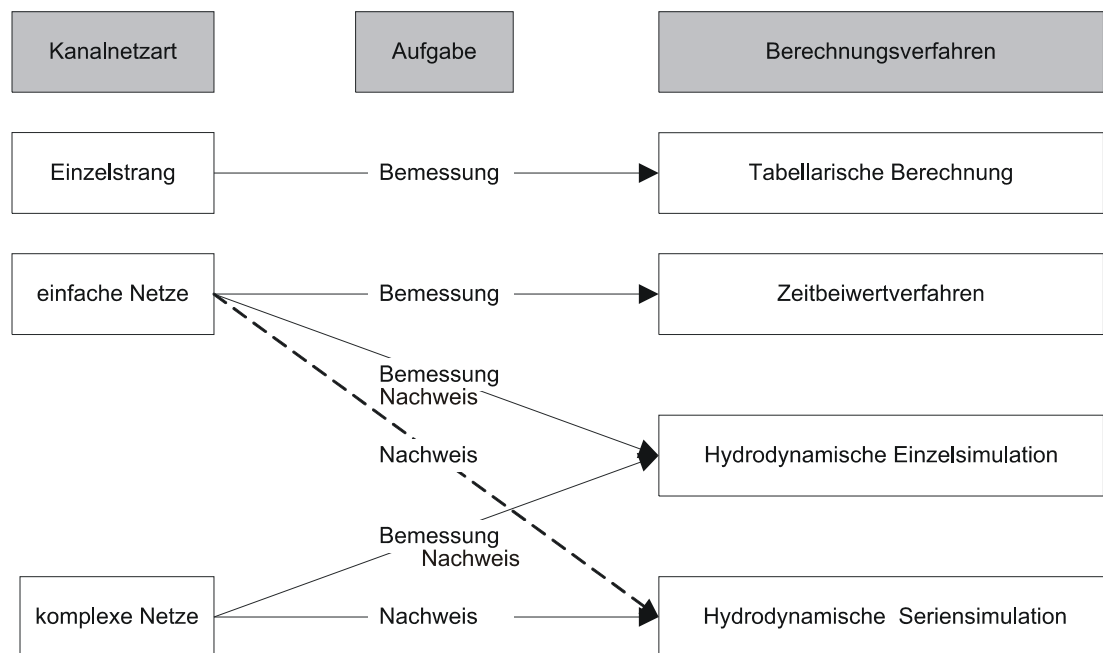 Kanalnetzart
Aufgabe
Berechnungsverfahren
Einzelstrang
Bemessung
Tabellarische Berechnung
einfache Netze
Bemessung
Zeitbeiwertverfahren
Bemessung
Nachweis
Nachweis
Hydrodynamische Einzelsimulation
Bemessung
Nachweis
komplexe Netze
Nachweis
Hydrodynamische Seriensimulation